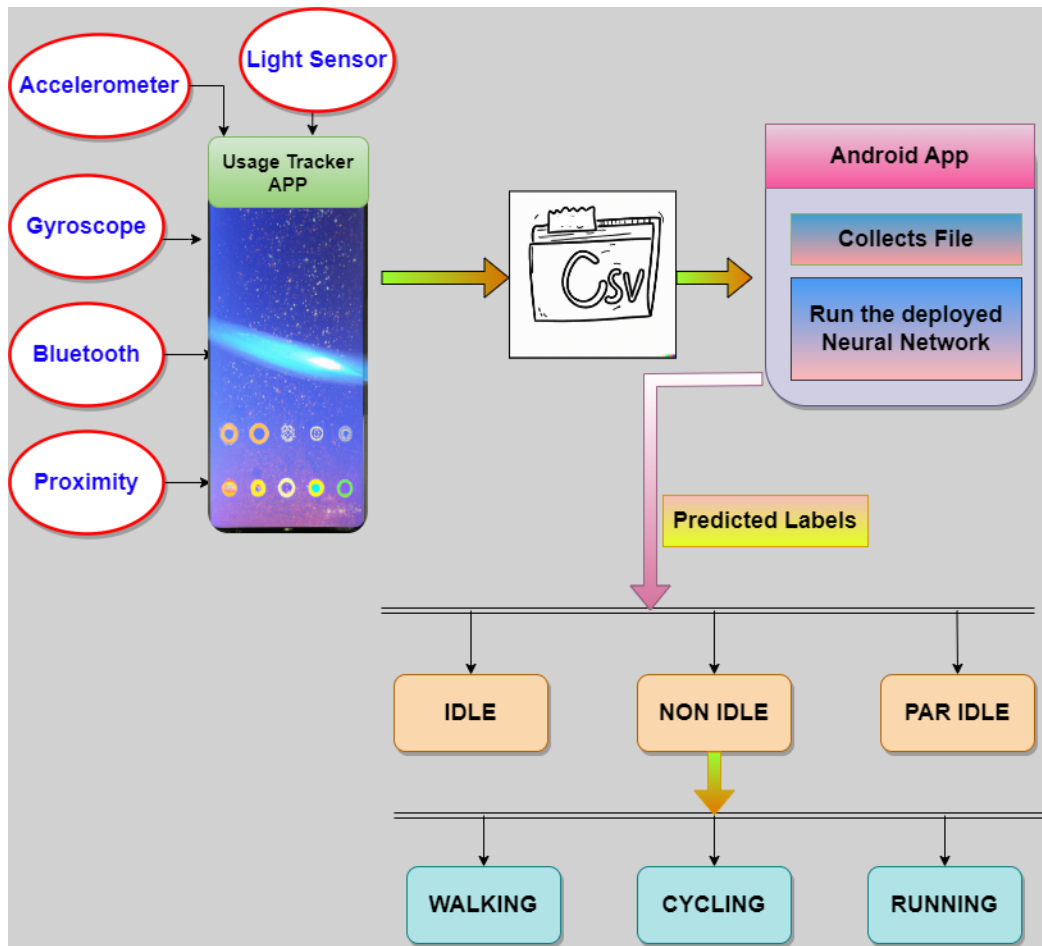 Light Sensor
Accelerometer
Usage Tracker
APP
Gyroscope
Bluetooth
Proximity
CSV
Android App
Collects File
Run the deployed
Neural Network
Predicted Labels
IDLE
NON IDLE
PAR IDLE
WALKING
CYCLING
RUNNING